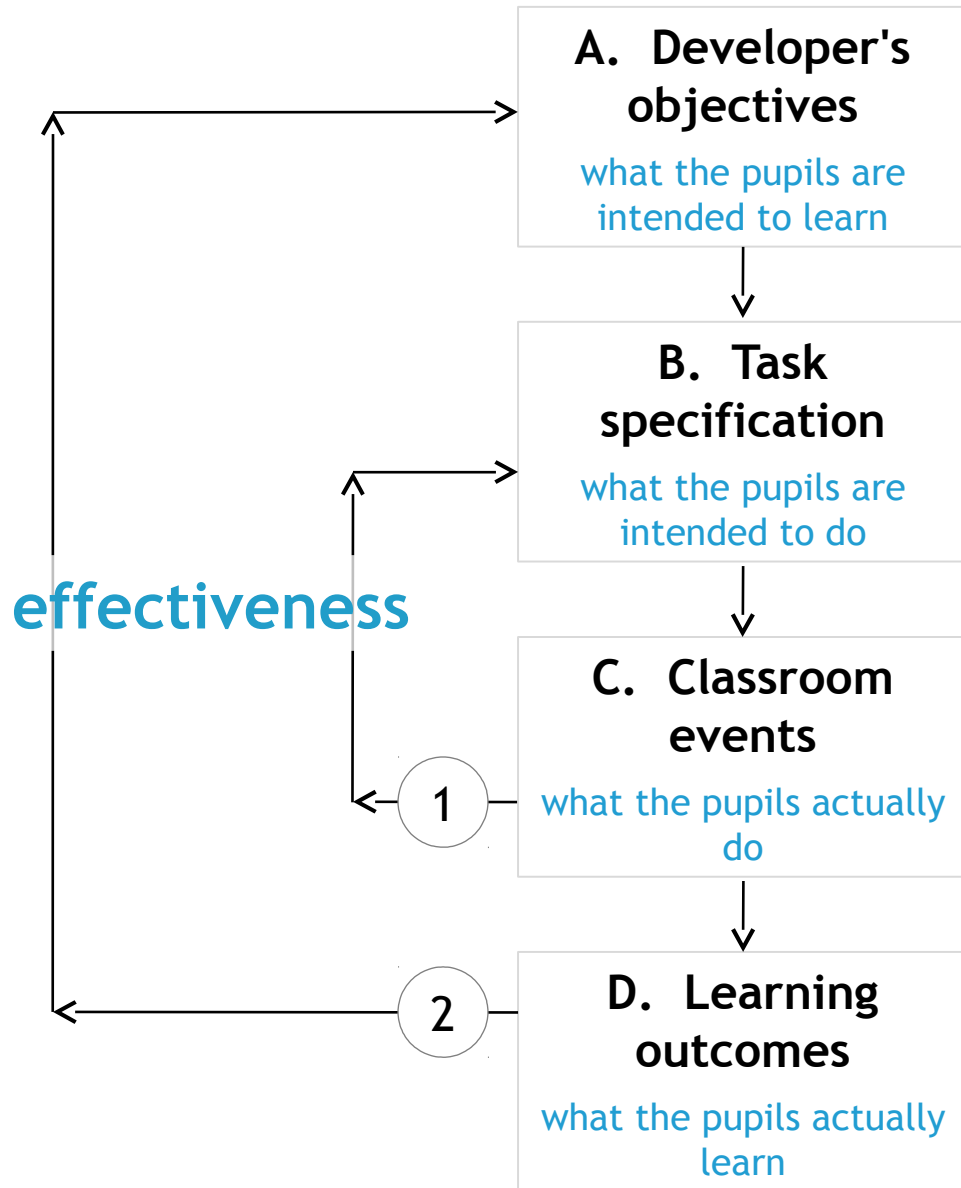 A. Developer's
objectives
what the pupils are
intended to learn
B. Task
specification
what the pupils are
intended to do
effectiveness
C. Classroom
events
what the pupils actually
do
1
D. Learning
outcomes
what the pupils actually
learn
2